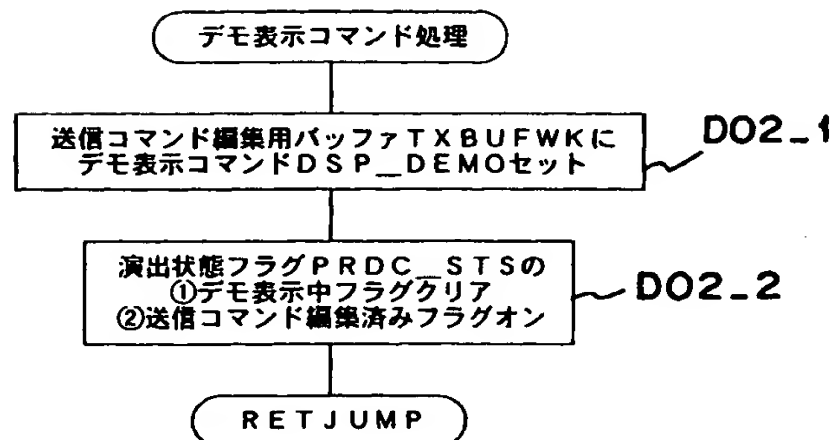 デモ表示コマンド処理
送信コマンド編集用バッファTXBUFWKに
デモ表示コマンドDSP__DEMOセット
DO2_1
演出状態フラグPRDC__STSの
①デモ表示中フラグクリア
②送信コマンド編集済みフラグオン
DO2_2
RETJUMP